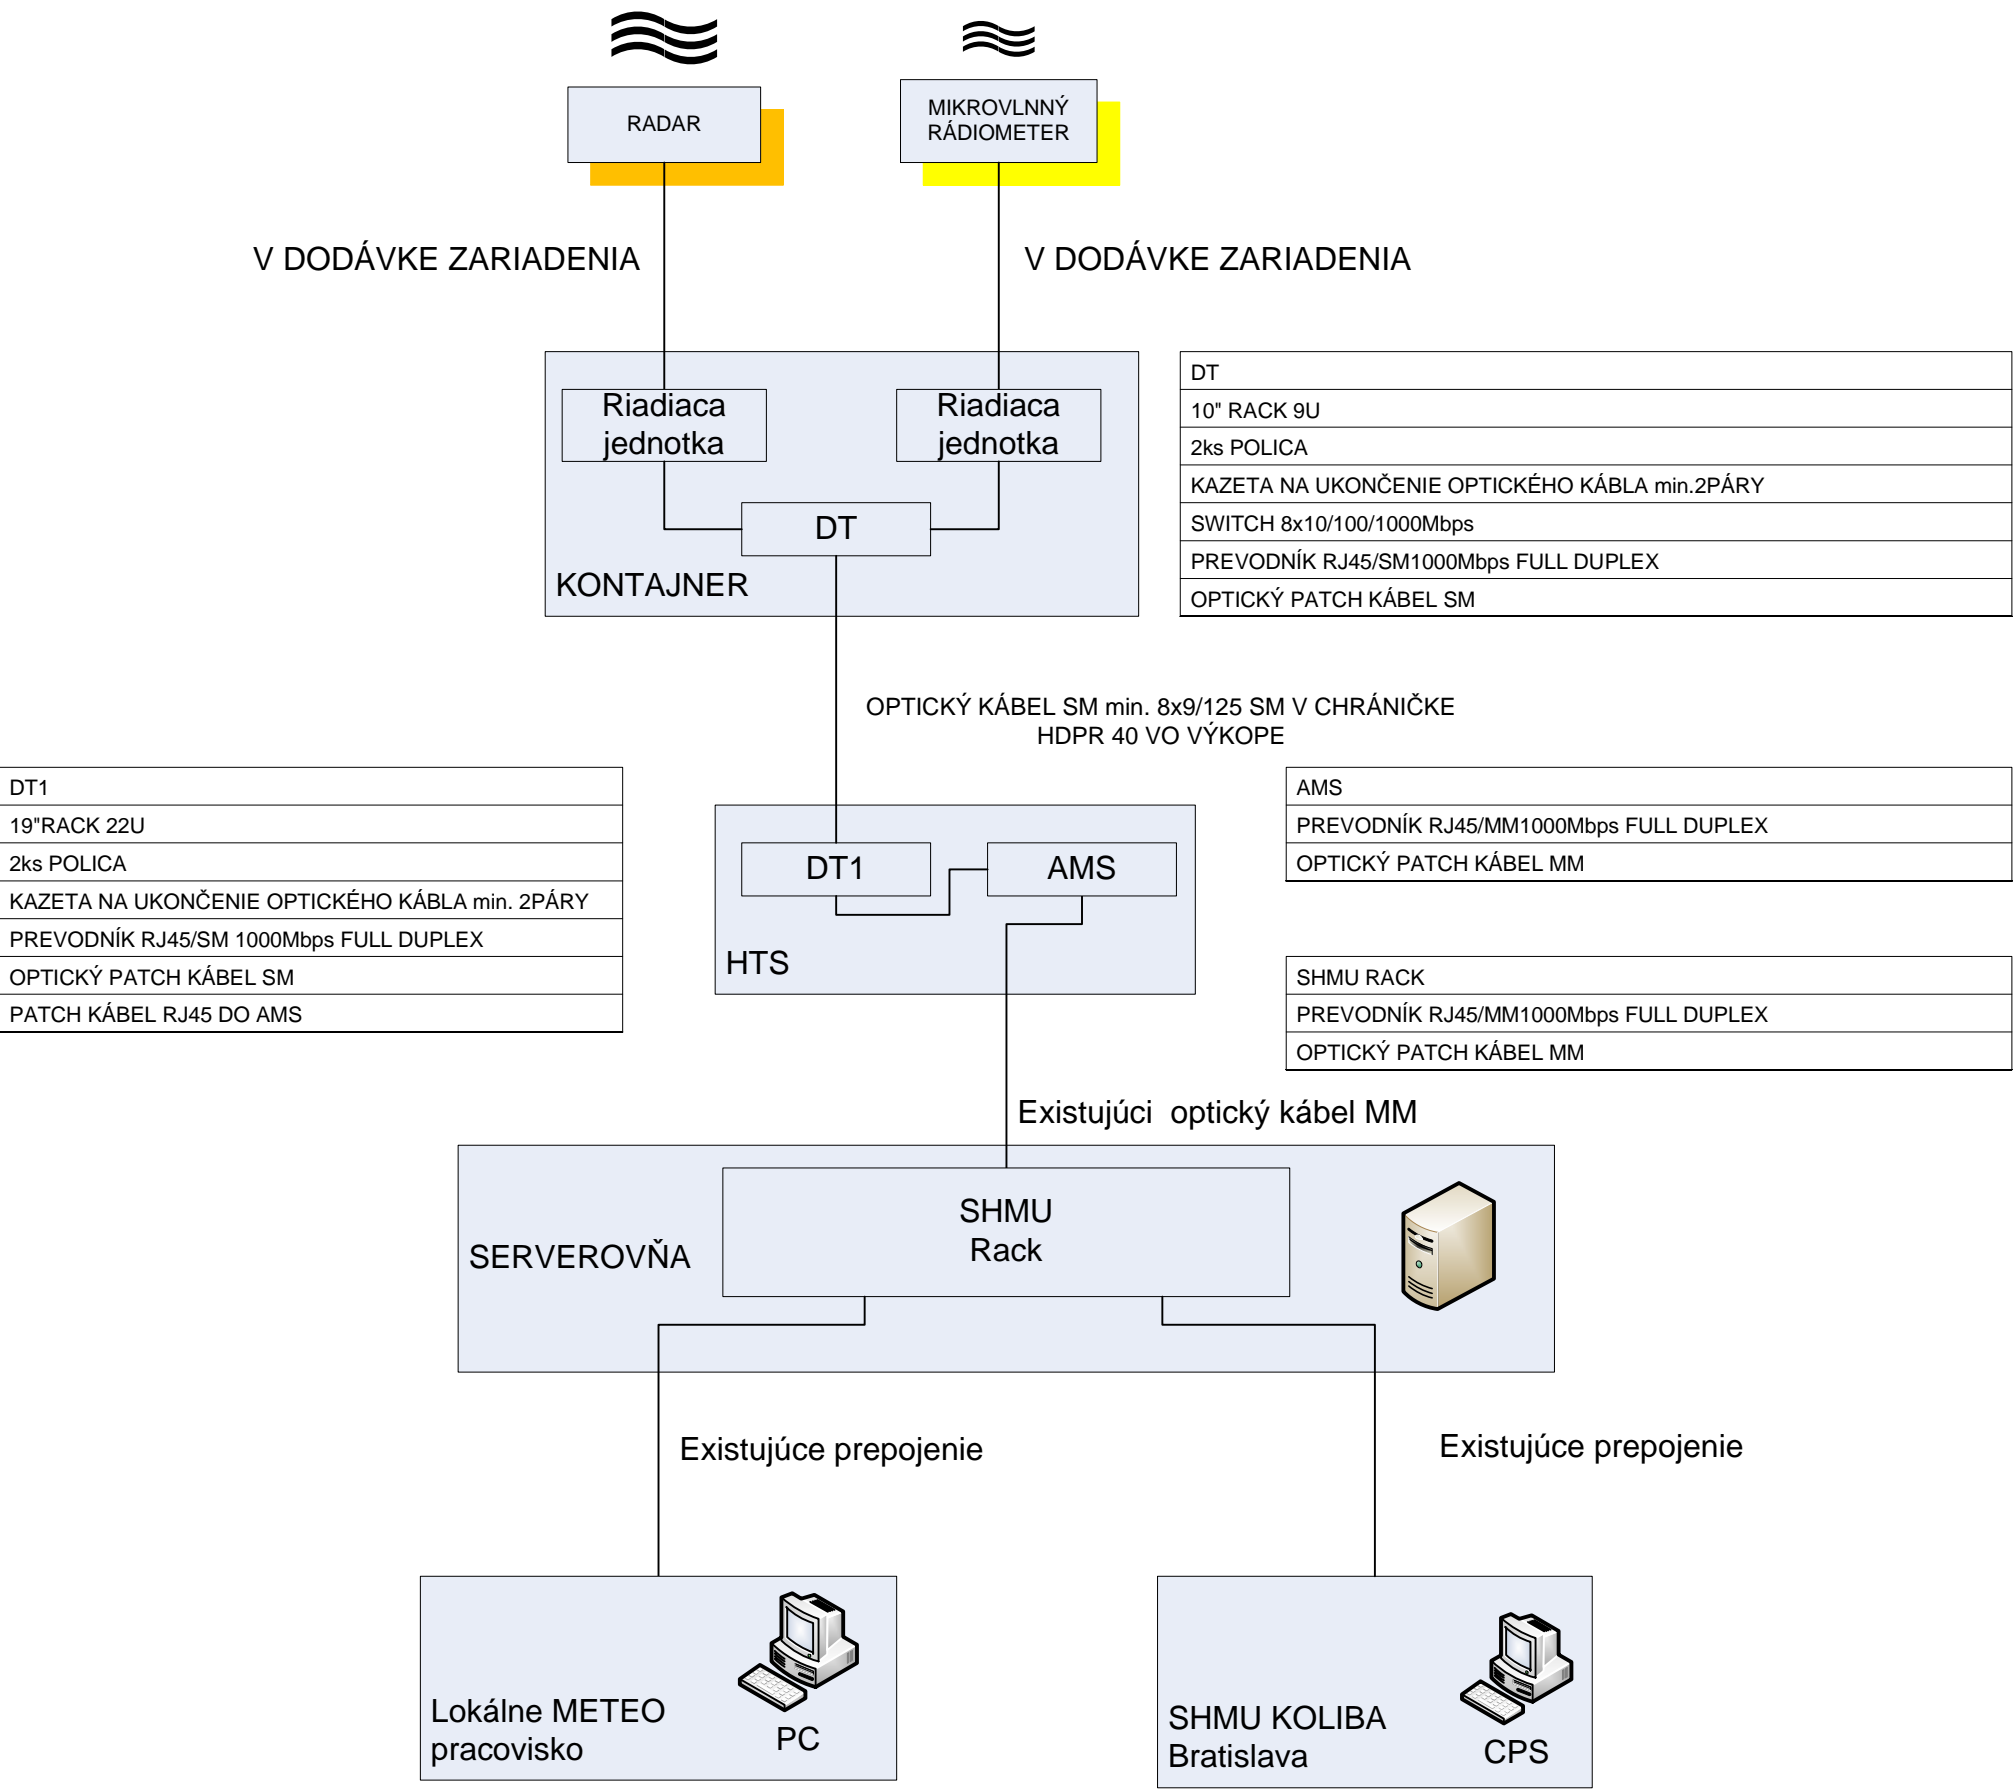 RADAR
MIKROVLNNÝ
RÁDIOMETER
V DODÁVKE ZARIADENIA
V DODÁVKE ZARIADENIA
Riadiaca
jednotka
Riadiaca
jednotka
DT
KONTAJNER
DT
10" RACK 9U
2ks POLICA
KAZETA NA UKONČENIE OPTICKÉHO KÁBLA min.2PÁRY
SWITCH 8x10/100/1000Mbps
PREVODNÍK RJ45/SM1000Mbps FULL DUPLEX
OPTICKÝ PATCH KÁBEL SM
OPTICKÝ KÁBEL SM min. 8x9/125 SM V CHRÁNIČKE
HDPR 40 VO VÝKOPE
DT1
19"RACK 22U
2ks POLICA
KAZETA NA UKONČENIE OPTICKÉHO KÁBLA min. 2PÁRY
PREVODNÍK RJ45/SM 1000Mbps FULL DUPLEX
OPTICKÝ PATCH KÁBEL SM
PATCH KÁBEL RJ45 DO AMS
DT1
AMS
HTS
AMS
PREVODNÍK RJ45/MM1000Mbps FULL DUPLEX
OPTICKÝ PATCH KÁBEL MM
SHMU RACK
PREVODNÍK RJ45/MM1000Mbps FULL DUPLEX
OPTICKÝ PATCH KÁBEL MM
Existujúci optický kábel MM
SHMU
Rack
SERVEROVŇA
Existujúce prepojenie
Existujúce prepojenie
Lokálne METEO
pracovisko
PC
SHMU KOLIBA
Bratislava
CPS